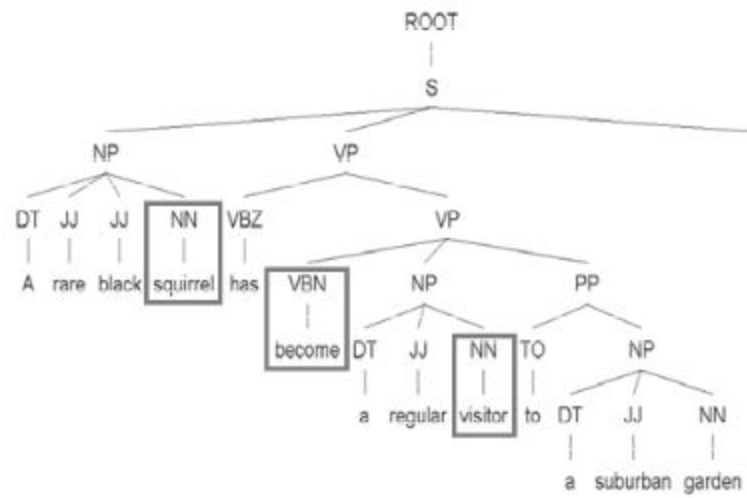 ROOT
S
NP VP
DT JJ JJ NN VBZ VP
A rare black squirrel has VBN NP PP
become DT JJ NN TO NP
a regular visitor to DT JJ NN
a suburban garden